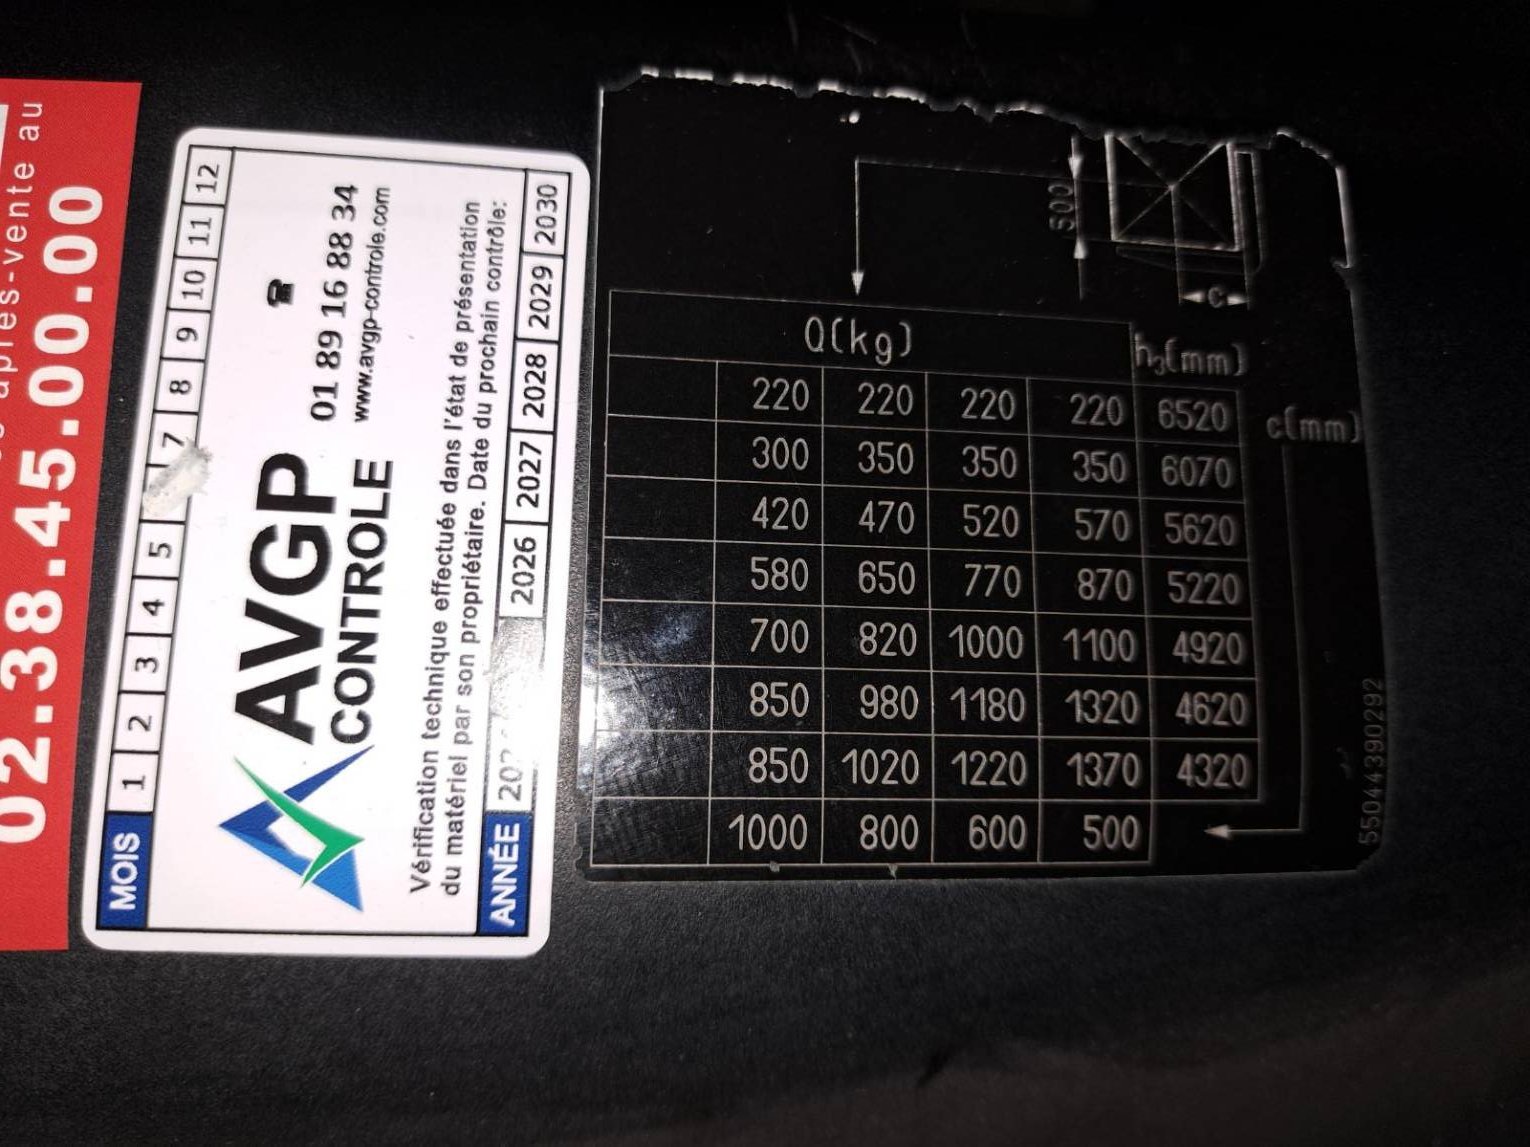 après-vente au
02.38.45.00.00
MOIS 1 2 3 4 5 7 8 9 10 11 12
AVGP
CONTROLE
01 89 16 88 34
www.avgp-controle.com
Vérification technique effectuée dans l'état de présentation
du matériel par son propriétaire. Date du prochain contrôle:
ANNÉE 2026 2027 2028 2029 2030
500
c
Q(kg) h3(mm)
220 220 220 220 6520 c(mm)
300 350 350 350 6070
420 470 520 570 5620
580 650 770 870 5220
700 820 1000 1100 4920
850 980 1180 1320 4620
850 1020 1220 1370 4320
1000 800 600 500
55044390292